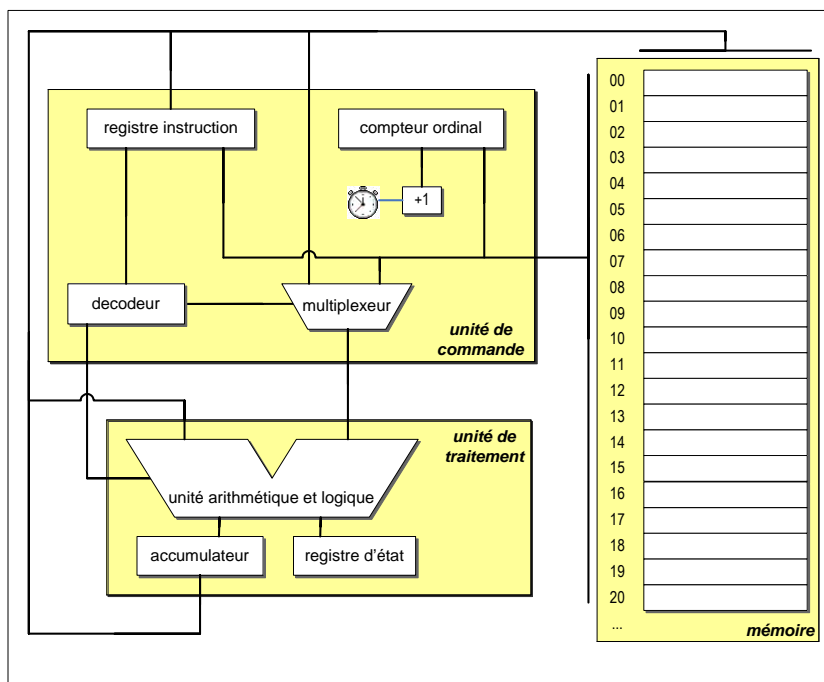 registre instruction
compteur ordinal
+1
decodeur
multiplexeur
unité de
commande
unité de
traitement
unité arithmétique et logique
accumulateur
registre d'état
00
01
02
03
04
05
06
07
08
09
10
11
12
13
14
15
16
17
18
19
20
...
mémoire